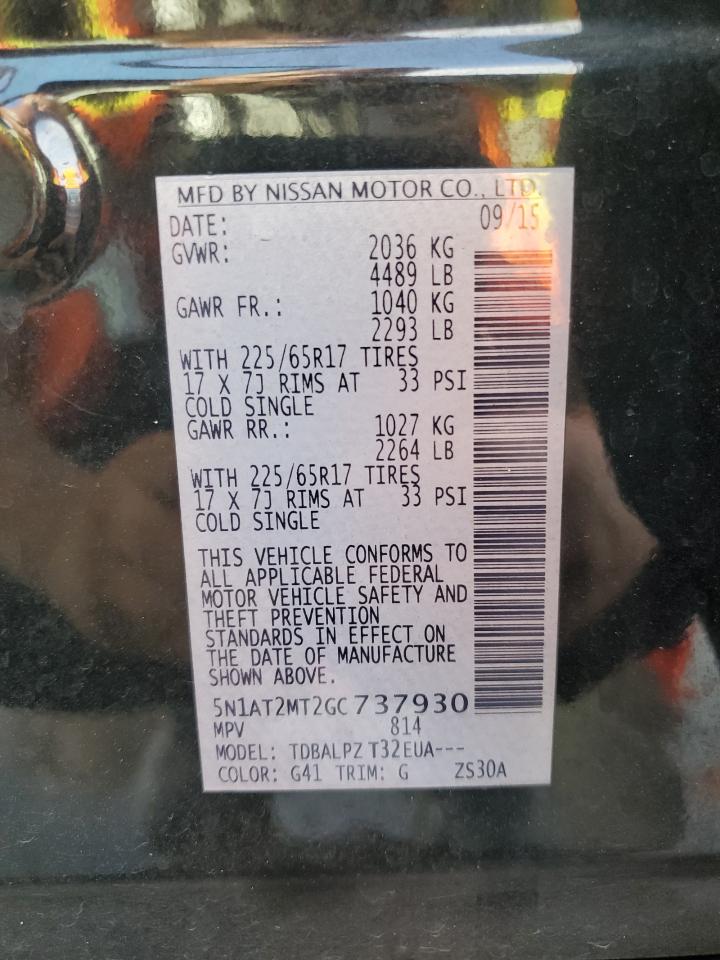 MFD BY NISSAN MOTOR CO., LTD.
DATE: 09/15
GVWR: 2036 KG
4489 LB
GAWR FR.: 1040 KG
2293 LB
WITH 225/65R17 TIRES
17 X 7J RIMS AT 33 PSI
COLD SINGLE
GAWR RR.: 1027 KG
2264 LB
WITH 225/65R17 TIRES
17 X 7J RIMS AT 33 PSI
COLD SINGLE
THIS VEHICLE CONFORMS TO
ALL APPLICABLE FEDERAL
MOTOR VEHICLE SAFETY AND
THEFT PREVENTION
STANDARDS IN EFFECT ON
THE DATE OF MANUFACTURE
SHOWN ABOVE.
5N1AT2MT2GC737930
MPV 814
MODEL: TDBALPZ T32EUA---
COLOR: G41 TRIM: G ZS30A